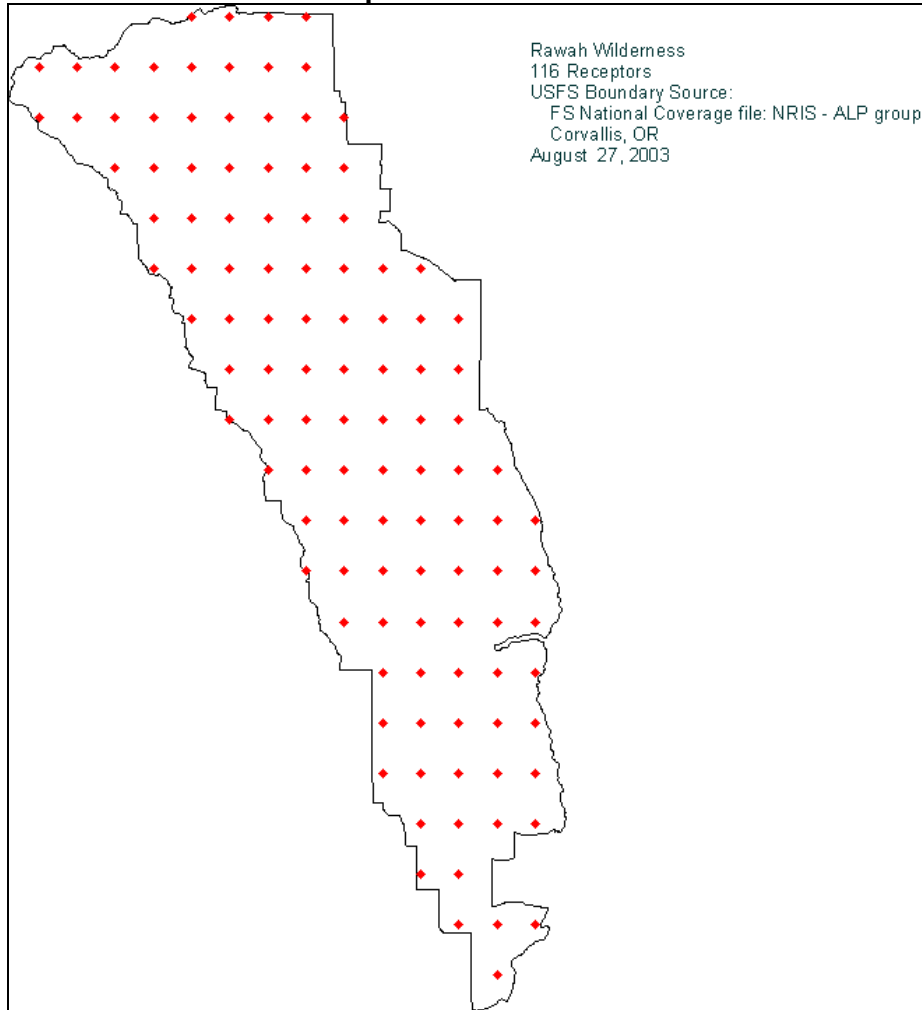 Rawah Wilderness
116 Receptors
USFS Boundary Source:
FS National Coverage file: NRIS - ALP group
Corvallis, OR
August 27, 2003